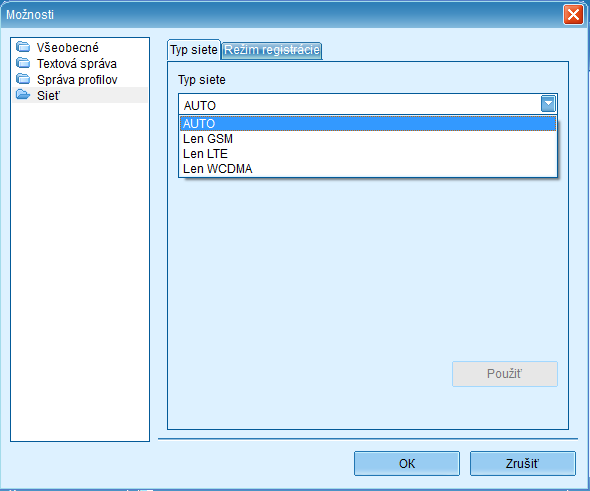 Možnosti
Všeobecné
Textová správa
Správa profilov
Sieť
Typ siete
Režim registrácie
Typ siete
AUTO
AUTO
Len GSM
Len LTE
Len WCDMA
Použiť
OK
Zrušiť